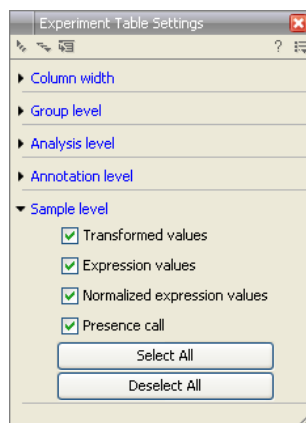 Experiment Table Settings
?
Column width
Group level
Analysis level
Annotation level
Sample level
Transformed values
Expression values
Normalized expression values
Presence call
Select All
Deselect All